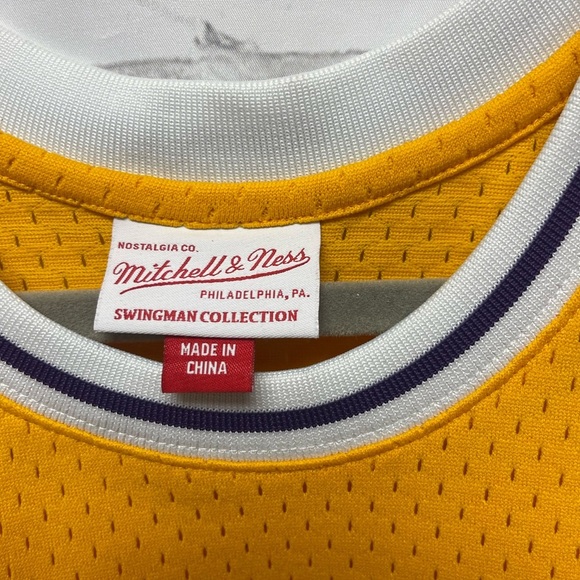 NOSTALGIA CO.
Mitchell & Ness
PHILADELPHIA, PA.
SWINGMAN COLLECTION
MADE IN
CHINA